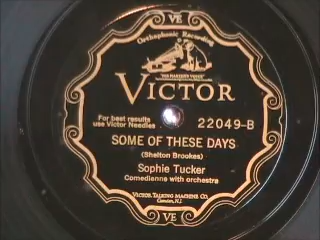 VE
Orthophonic Recording
"HIS MASTER'S VOICE"
VICTOR
For best results
use Victor Needles
22049-B
SOME OF THESE DAYS
(Shelton Brookes)
Sophie Tucker
Comedienne with orchestra
VICTOR TALKING MACHINE CO.
Camden, N.J.
VE